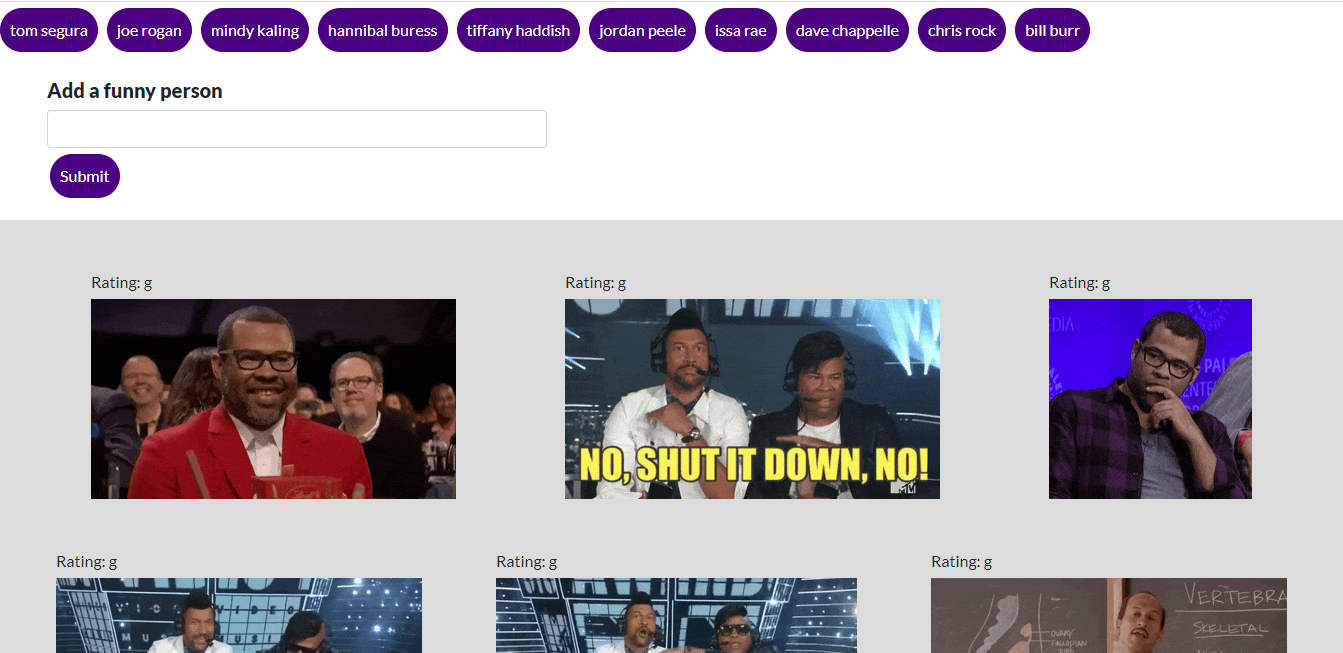 tom segura joe rogan mindy kaling hannibal buress tiffany haddish jordan peele issa rae dave chappelle chris rock bill burr
Add a funny person
Submit
Rating: g Rating: g Rating: g
NO, SHUT IT DOWN, NO!
MTV
EDIA
PAL
ENTE
Rating: g Rating: g Rating: g
VIDEO
VERTEBRA
SKELETAL
OVARY
FALLOPIAN